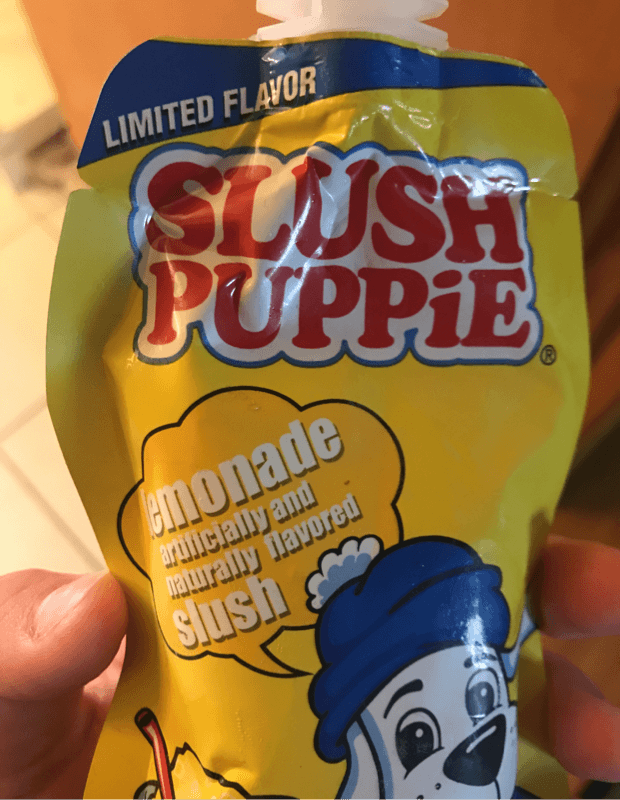 LIMITED FLAVOR
SLUSH
PUPPiE
®
lemonade
artificially and
naturally flavored
slush